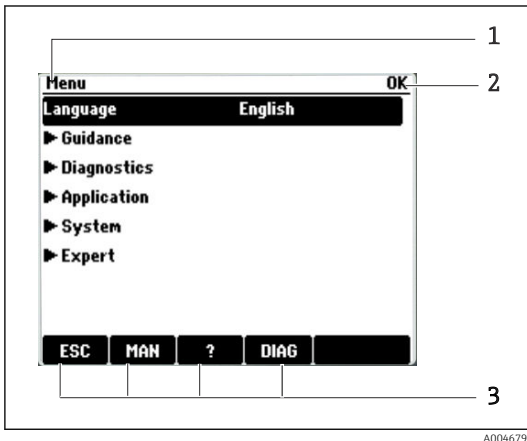 1
Menu OK 2
Language English
Guidance
Diagnostics
Application
System
Expert
ESC MAN ? DIAG
3
A004679